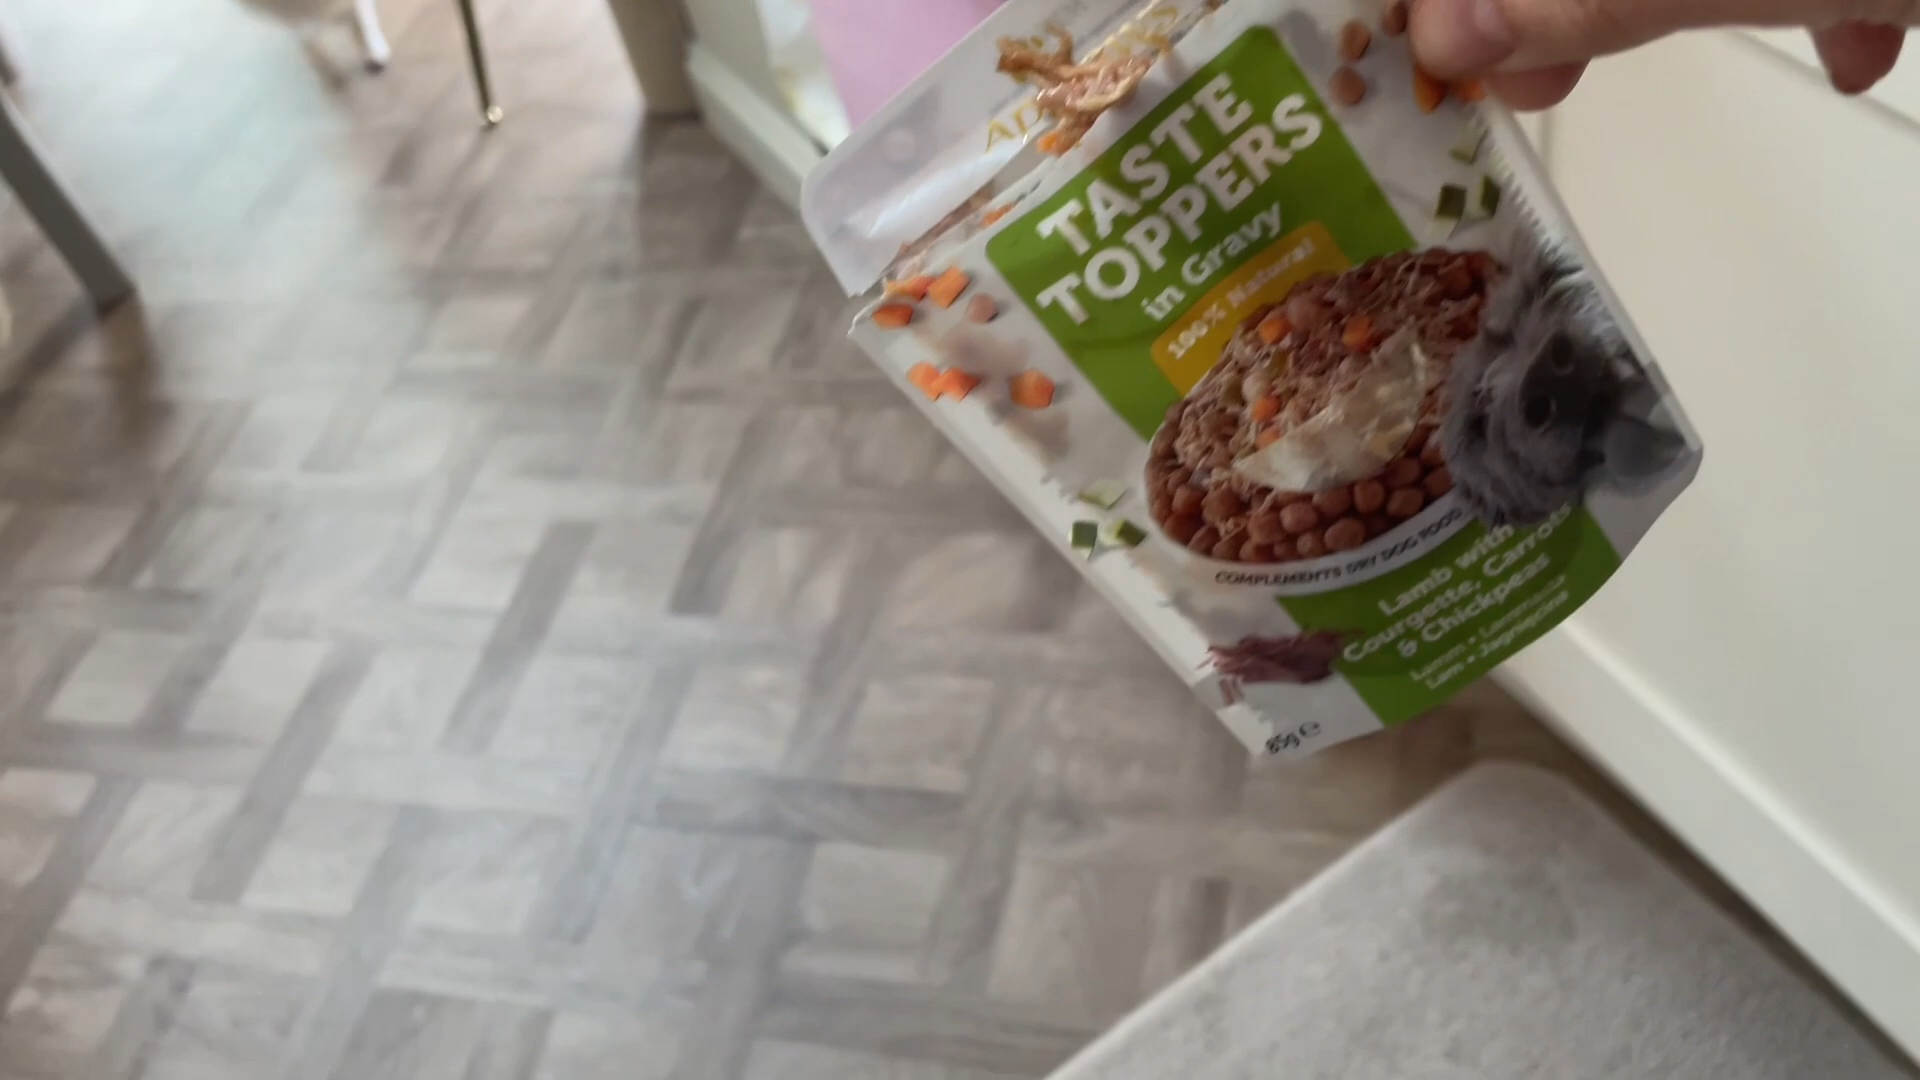 TASTE
TOPPERS
in Gravy
100% Natural
COMPLEMENTS DRY DOG FOOD
Lamb with
Courgette, Carrots
& Chickpeas
85g ℮